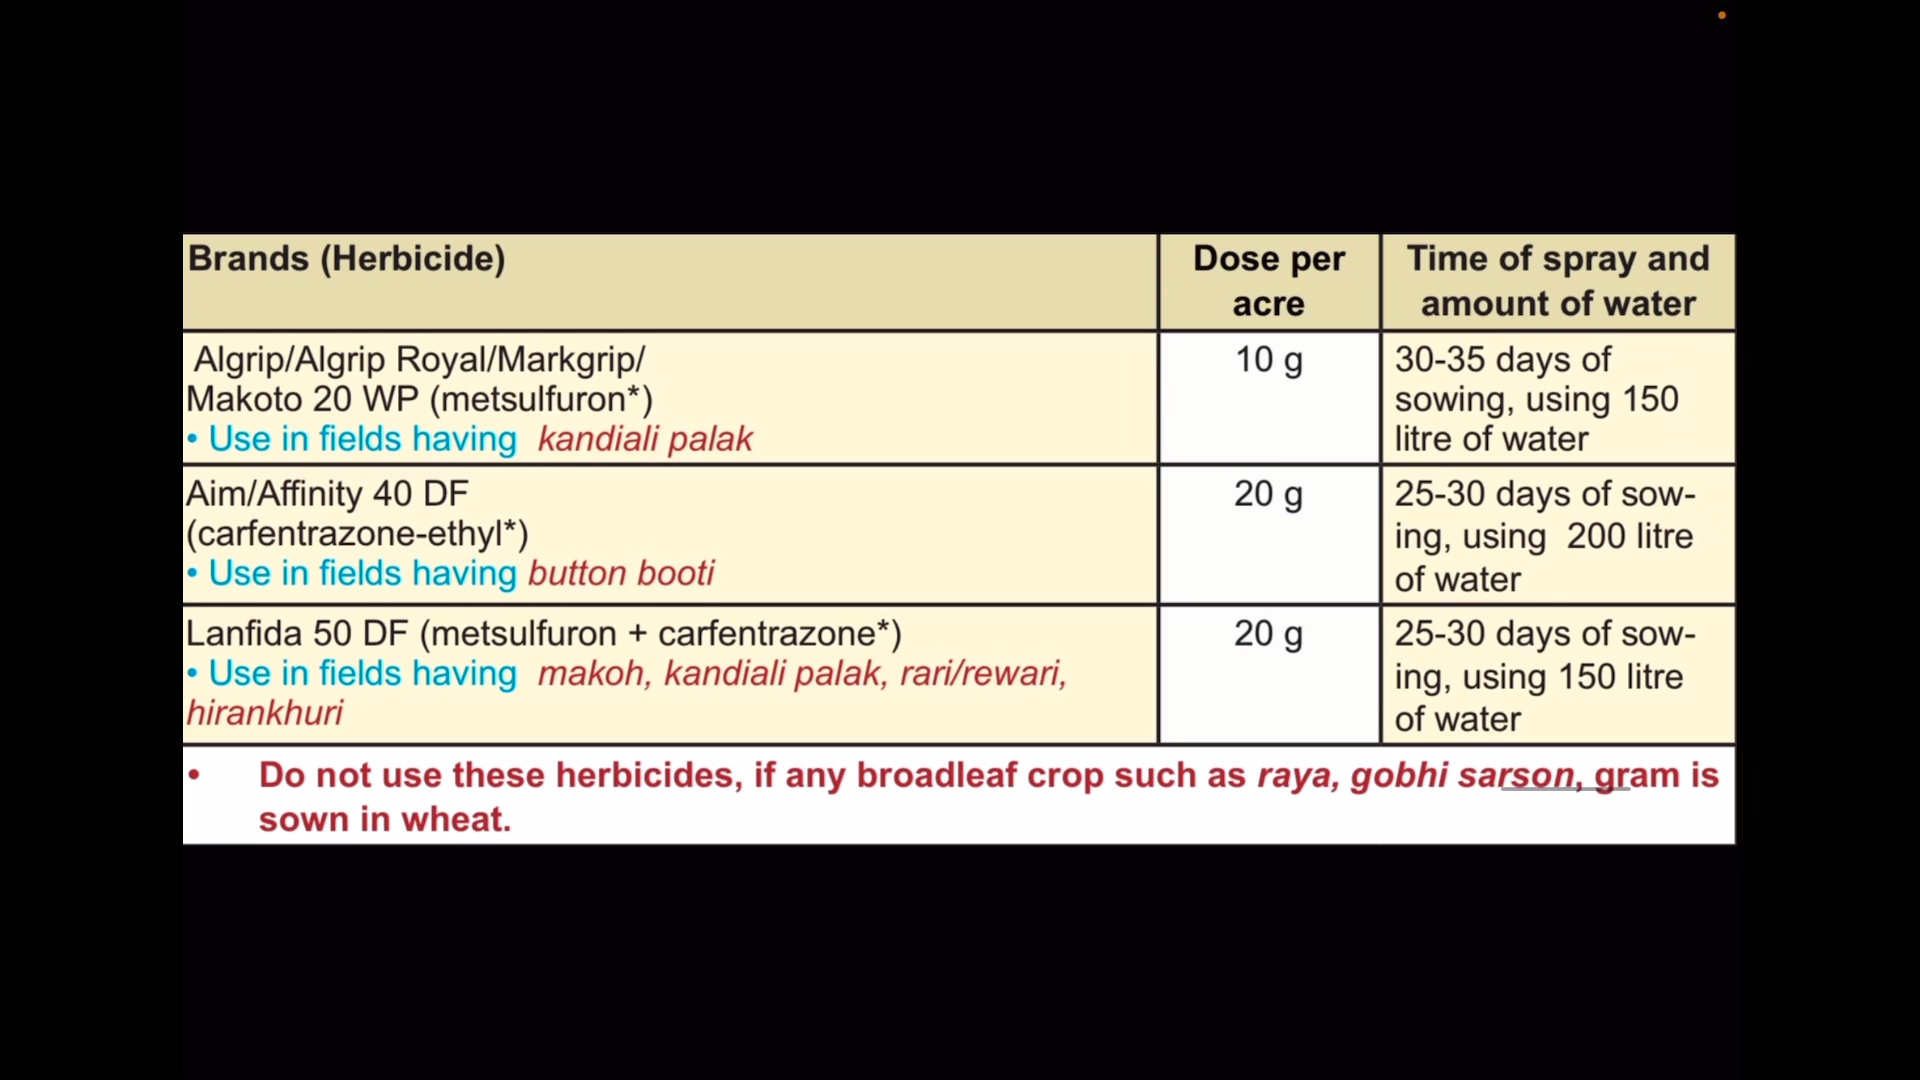 Brands (Herbicide)
Dose per
acre
Time of spray and
amount of water
Algrip/Algrip Royal/Markgrip/
Makoto 20 WP (metsulfuron*)
• Use in fields having kandiali palak
10 g
30-35 days of
sowing, using 150
litre of water
Aim/Affinity 40 DF
(carfentrazone-ethyl*)
• Use in fields having button booti
20 g
25-30 days of sow-
ing, using 200 litre
of water
Lanfida 50 DF (metsulfuron + carfentrazone*)
• Use in fields having makoh, kandiali palak, rari/rewari,
hirankhuri
20 g
25-30 days of sow-
ing, using 150 litre
of water
• Do not use these herbicides, if any broadleaf crop such as raya, gobhi sarson, gram is
sown in wheat.